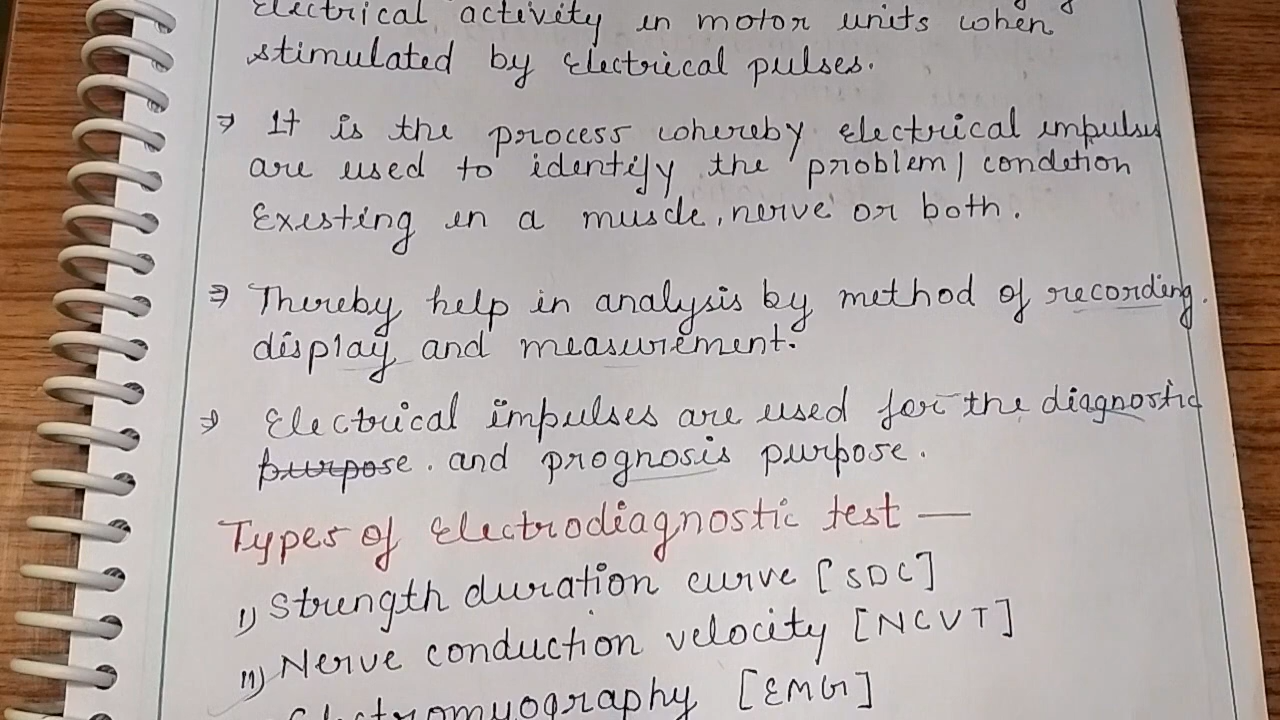 Electrical activity in motor units when
stimulated by electrical pulses.
→ It is the process whereby electrical impulses
are used to identify the problem/condition
Existing in a muscle, nerve or both.
→ Thereby help in analysis by method of recording.
display and measurement.
→ Electrical impulses are used for the diagnostic
purpose. and prognosis purpose.
Types of Electrodiagnostic test —
I) Strength duration curve [SDC]
II) Nerve conduction velocity [NCVT]
Electromyography [EMG]